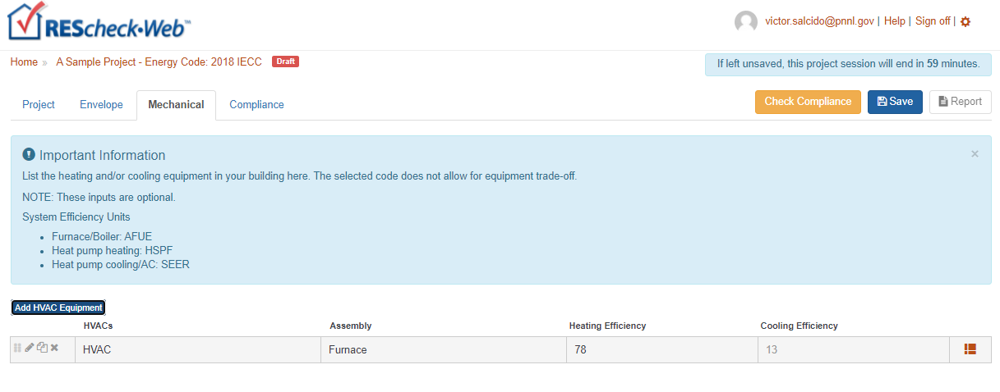 REScheck-Web™
victor.salcido@pnnl.gov | Help | Sign off |
Home » A Sample Project - Energy Code: 2018 IECC Draft
If left unsaved, this project session will end in 59 minutes.
Project Envelope Mechanical Compliance
Check Compliance Save Report
Important Information ×
List the heating and/or cooling equipment in your building here. The selected code does not allow for equipment trade-off.
NOTE: These inputs are optional.
System Efficiency Units
• Furnace/Boiler: AFUE
• Heat pump heating: HSPF
• Heat pump cooling/AC: SEER
Add HVAC Equipment
HVACs Assembly Heating Efficiency Cooling Efficiency
HVAC Furnace 78 13